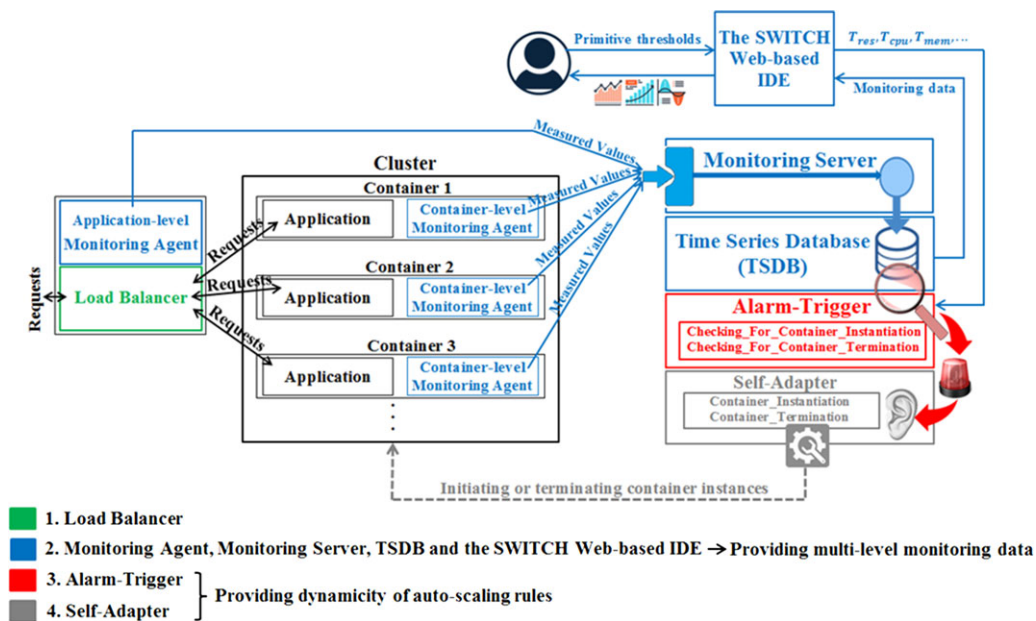 Primitive thresholds
The SWITCH
Web-based
IDE
T_res, T_cpu, T_mem,...
Monitoring data
Measured Values
Measured Values
Measured Values
Measured Values
Monitoring Server
Time Series Database
(TSDB)
Alarm-Trigger
Checking_For_Container_Instantiation
Checking_For_Container_Termination
Self-Adapter
Container_Instantiation
Container_Termination
Cluster
Container 1
Application
Container-level
Monitoring Agent
Container 2
Application
Container-level
Monitoring Agent
Container 3
Application
Container-level
Monitoring Agent
Application-level
Monitoring Agent
Load Balancer
Requests
Requests
Requests
Requests
Initiating or terminating container instances
1. Load Balancer
2. Monitoring Agent, Monitoring Server, TSDB and the SWITCH Web-based IDE → Providing multi-level monitoring data
3. Alarm-Trigger
4. Self-Adapter
Providing dynamicity of auto-scaling rules